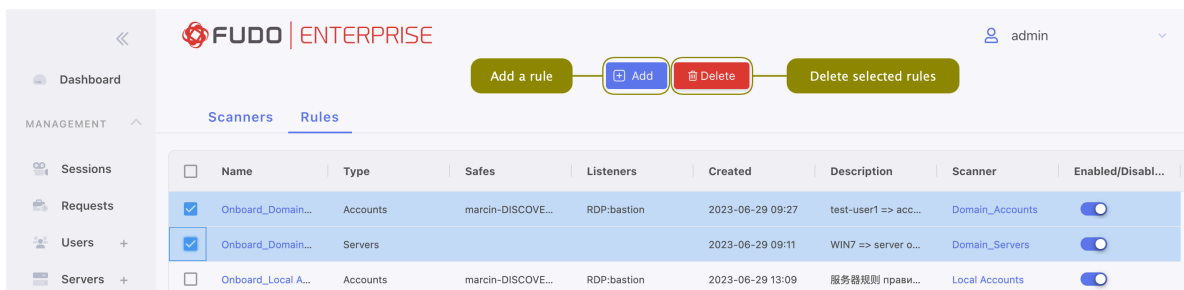 FUDO ENTERPRISE
admin
Dashboard
Add a rule
Add
Delete
Delete selected rules
MANAGEMENT
Scanners Rules
Sessions
Name Type Safes Listeners Created Description Scanner Enabled/Disabl...
Requests
Onboard_Domain... Accounts marcin-DISCOVE... RDP:bastion 2023-06-29 09:27 test-user1 => acc... Domain_Accounts
Users +
Onboard_Domain... Servers 2023-06-29 09:11 WIN7 => server o... Domain_Servers
Servers +
Onboard_Local A... Accounts marcin-DISCOVE... RDP:bastion 2023-06-29 13:09 服务器规则 прави... Local Accounts